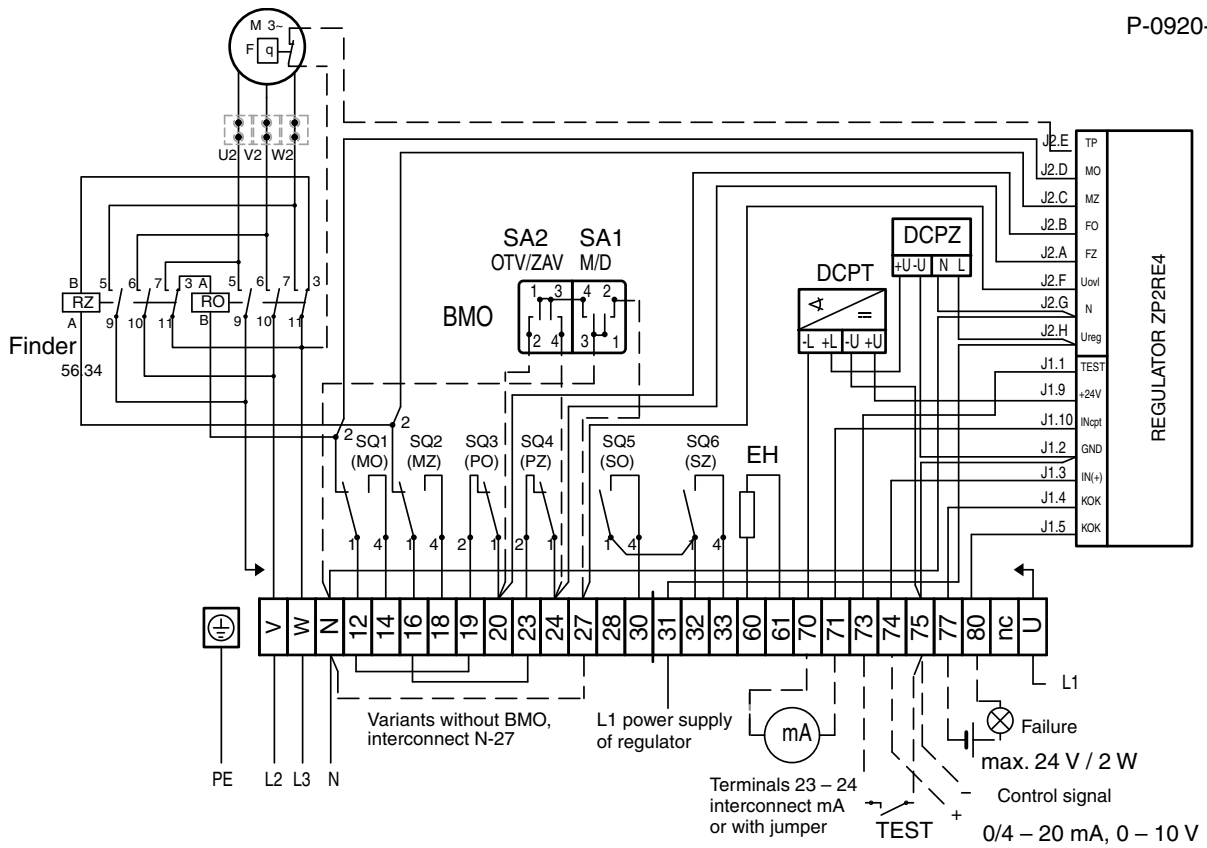 P-0920-
M 3~
F q
U2 V2 W2
J2.E TP
J2.D MO
J2.C MZ
J2.B FO
J2.A FZ
J2.F Uovl
J2.G N
J2.H Ureg
J1.1 TEST
J1.9 +24V
J1.10 INcpt
J1.2 GND
J1.3 IN(+)
J1.4 KOK
J1.5 KOK
REGULATOR ZP2RE4
DCPZ
+U -U N L
DCPT
-L +L -U +U
SA2 SA1
OTV/ZAV M/D
BMO
1 3 4 2
2 4 3 1
B 5 6 7 3 A 5 6 7 3
RZ RO
A 9 10 11 B 9 10 11
Finder
56.34
2 2
SQ1 SQ2 SQ3 SQ4 SQ5 SQ6 EH
(MO) (MZ) (PO) (PZ) (SO) (SZ)
1 4 1 4 2 1 2 1 1 4 1 4
V W N 12 14 16 18 19 20 23 24 27 28 30 31 32 33 60 61 70 71 73 74 75 77 80 nc U
L1
Variants without BMO,
interconnect N-27
L1 power supply
of regulator
mA
Failure
max. 24 V / 2 W
PE L2 L3 N
Terminals 23 – 24
interconnect mA
or with jumper
TEST
+ –
Control signal
0/4 – 20 mA, 0 – 10 V